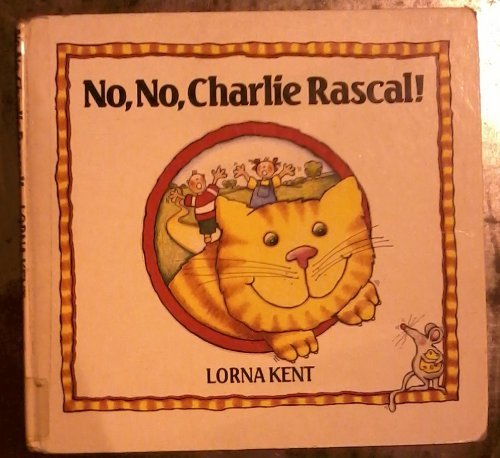 No, No, Charlie Rascal!
LORNA KENT